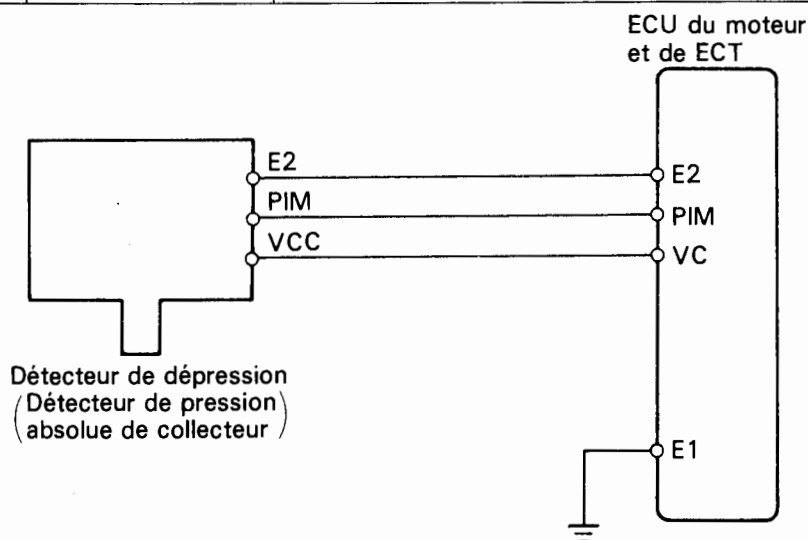 ECU du moteur
et de ECT
E2
PIM
VCC
E2
PIM
VC
Détecteur de dépression
(Détecteur de pression
absolue de collecteur)
E1